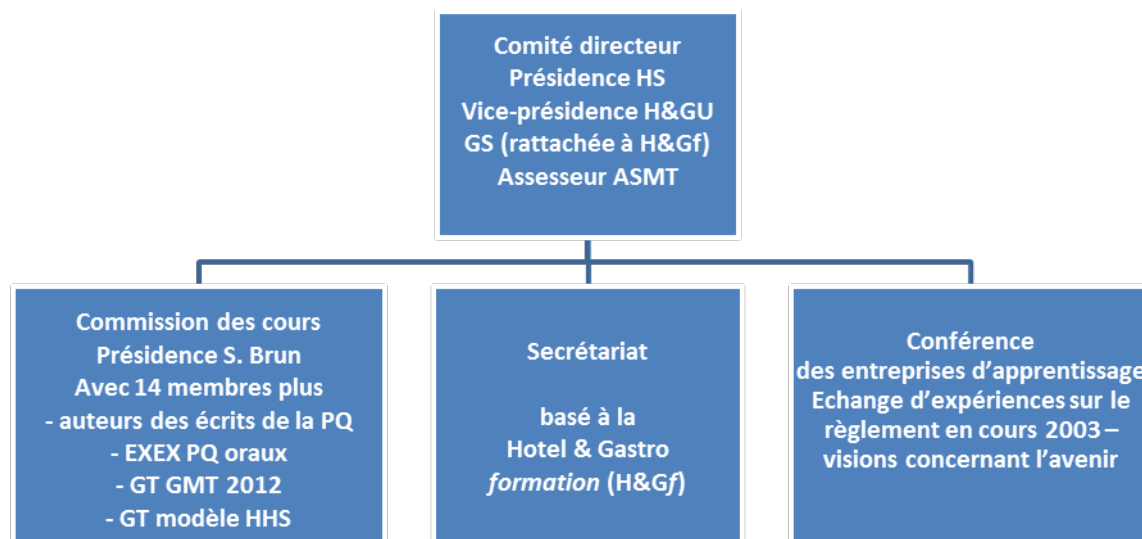 Comité directeur
Présidence HS
Vice-présidence H&GU
GS (rattachée à H&Gf)
Assesseur ASMT
Commission des cours
Présidence S. Brun
Avec 14 membres plus
- auteurs des écrits de la PQ
- EXEX PQ oraux
- GT GMT 2012
- GT modèle HHS
Secrétariat
basé à la
Hotel & Gastro
formation (H&Gf)
Conférence
des entreprises d’apprentissage
Echange d’expériences sur le
règlement en cours 2003 –
visions concernant l’avenir